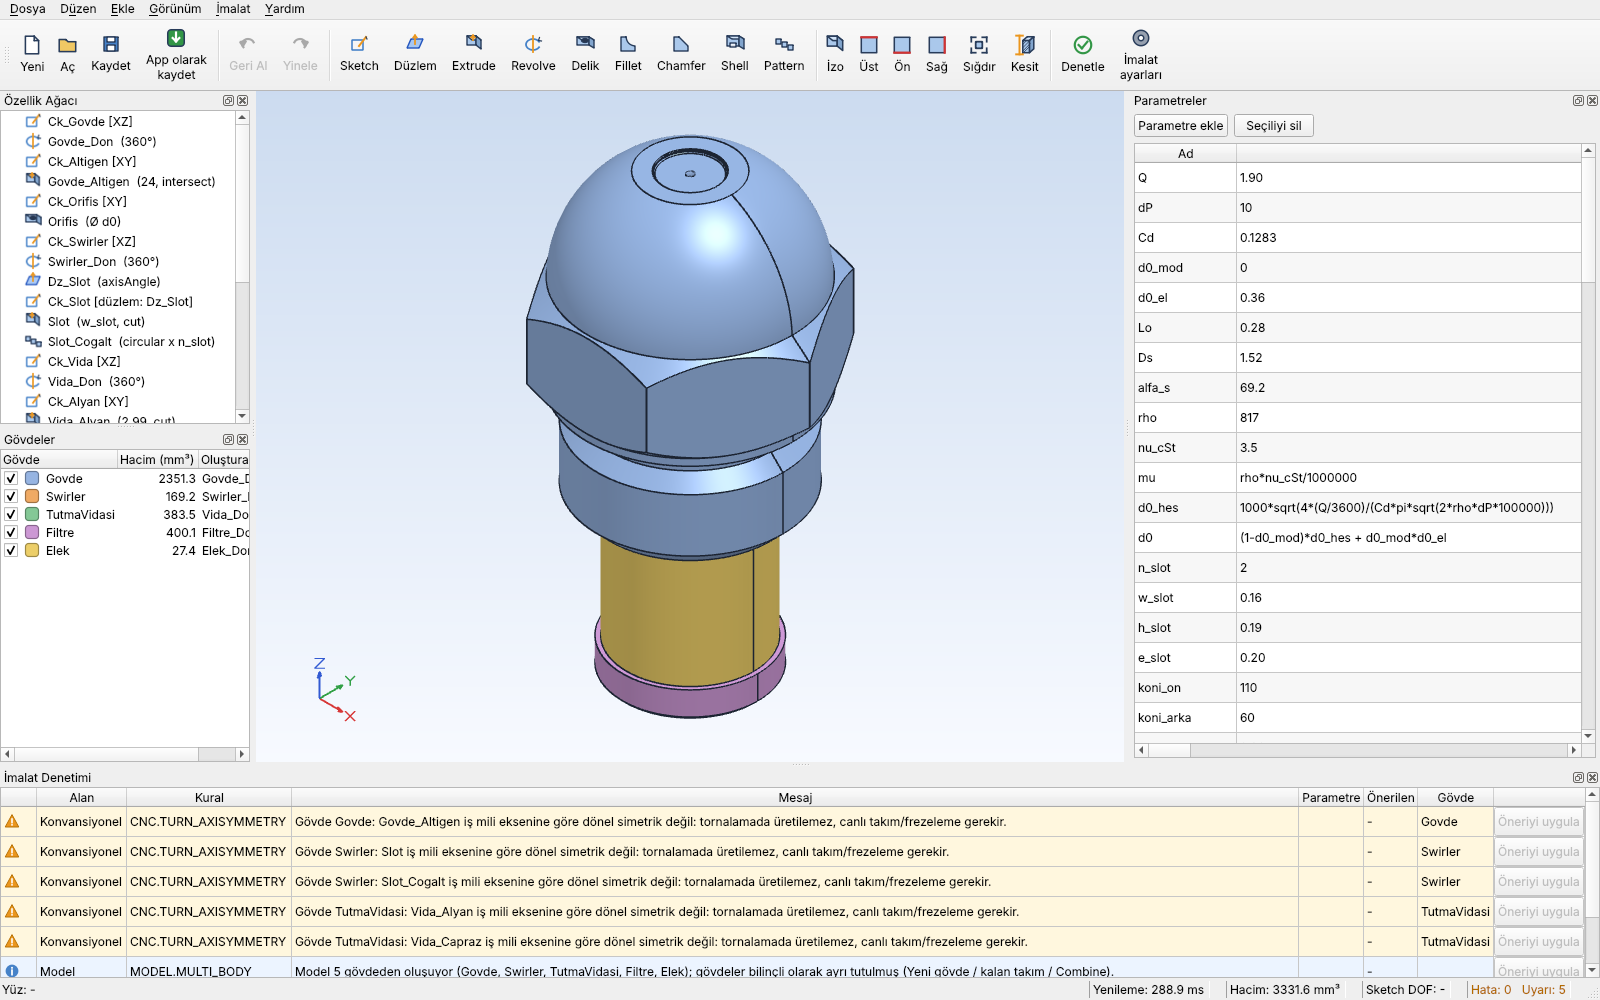 Dosya Düzen Ekle Görünüm İmalat Yardım
Yeni Aç Kaydet App olarak kaydet Geri Al Yinele Sketch Düzlem Extrude Revolve Delik Fillet Chamfer Shell Pattern İzo Üst Ön Sağ Sığdır Kesit Denetle İmalat ayarları
Özellik Ağacı
Ck_Govde [XZ]
Govde_Don (360°)
Ck_Altigen [XY]
Govde_Altigen (24, intersect)
Ck_Orifis [XY]
Orifis (Ø d0)
Ck_Swirler [XZ]
Swirler_Don (360°)
Dz_Slot (axisAngle)
Ck_Slot [düzlem: Dz_Slot]
Slot (w_slot, cut)
Slot_Cogalt (circular x n_slot)
Ck_Vida [XZ]
Vida_Don (360°)
Ck_Alyan [XY]
Vida_Alyan (2.99, cut)
Gövdeler
Gövde Hacim (mm³) Oluştura
Govde 2351.3 Govde_D
Swirler 169.2 Swirler_
TutmaVidasi 383.5 Vida_Do
Filtre 400.1 Filtre_Do
Elek 27.4 Elek_Don
Z
Y
X
Parametreler
Parametre ekle Seçiliyi sil
Ad
Q 1.90
dP 10
Cd 0.1283
d0_mod 0
d0_el 0.36
Lo 0.28
Ds 1.52
alfa_s 69.2
rho 817
nu_cSt 3.5
mu rho*nu_cSt/1000000
d0_hes 1000*sqrt(4*(Q/3600)/(Cd*pi*sqrt(2*rho*dP*100000)))
d0 (1-d0_mod)*d0_hes + d0_mod*d0_el
n_slot 2
w_slot 0.16
h_slot 0.19
e_slot 0.20
koni_on 110
koni_arka 60
İmalat Denetimi
Alan Kural Mesaj Parametre Önerilen Gövde
Konvansiyonel CNC.TURN_AXISYMMETRY Gövde Govde: Govde_Altigen iş mili eksenine göre dönel simetrik değil: tornalamada üretilemez, canlı takım/frezeleme gerekir. - Govde Öneriyi uygula
Konvansiyonel CNC.TURN_AXISYMMETRY Gövde Swirler: Slot iş mili eksenine göre dönel simetrik değil: tornalamada üretilemez, canlı takım/frezeleme gerekir. - Swirler Öneriyi uygula
Konvansiyonel CNC.TURN_AXISYMMETRY Gövde Swirler: Slot_Cogalt iş mili eksenine göre dönel simetrik değil: tornalamada üretilemez, canlı takım/frezeleme gerekir. - Swirler Öneriyi uygula
Konvansiyonel CNC.TURN_AXISYMMETRY Gövde TutmaVidasi: Vida_Alyan iş mili eksenine göre dönel simetrik değil: tornalamada üretilemez, canlı takım/frezeleme gerekir. - TutmaVidasi Öneriyi uygula
Konvansiyonel CNC.TURN_AXISYMMETRY Gövde TutmaVidasi: Vida_Capraz iş mili eksenine göre dönel simetrik değil: tornalamada üretilemez, canlı takım/frezeleme gerekir. - TutmaVidasi Öneriyi uygula
Model MODEL.MULTI_BODY Model 5 gövdeden oluşuyor (Govde, Swirler, TutmaVidasi, Filtre, Elek); gövdeler bilinçli olarak ayrı tutulmuş (Yeni gövde / kalan takım / Combine). - Öneriyi uygula
Yüz: - Yenileme: 288.9 ms Hacim: 3331.6 mm³ Sketch DOF: - Hata: 0 Uyarı: 5